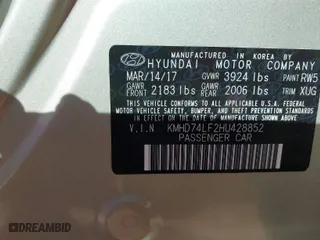 MANUFACTURED IN KOREA BY
HYUNDAI MOTOR COMPANY
MAR/14/17 GVWR 3924 lbs PAINT RW5
GAWR FRONT 2183 lbs GAWR REAR 2006 lbs TRIM XUG
THIS VEHICLE CONFORMS TO ALL APPLICABLE
FEDERAL MOTOR VEHICLE SAFETY, BUMPER, AND
THEFT PREVENTION STANDARDS IN EFFECT ON
THE DATE OF MANUFACTURE SHOWN ABOVE.
V.I.N KMHD74LF2HU428852
PASSENGER CAR
DREAMBID